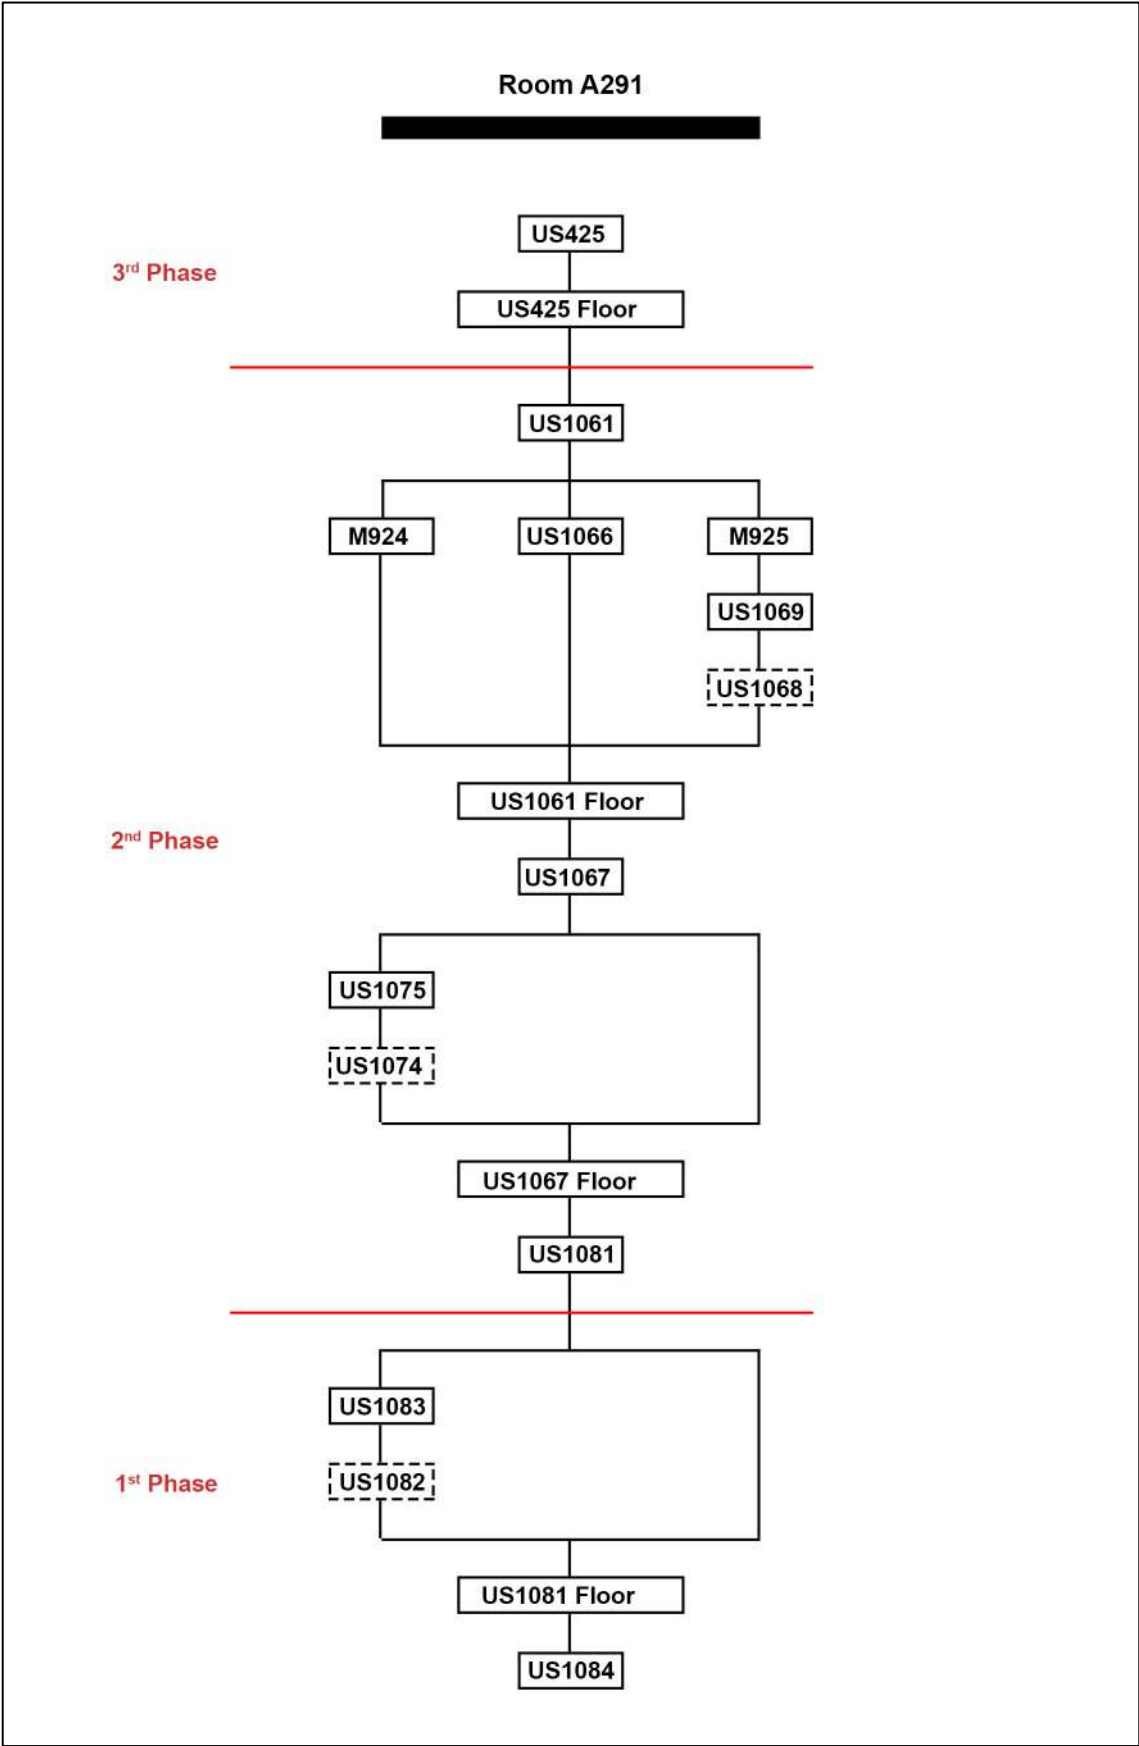 Room A291
US425
3rd Phase
US425 Floor
US1061
M924 US1066 M925
US1069
US1068
US1061 Floor
2nd Phase
US1067
US1075
US1074
US1067 Floor
US1081
US1083
US1082
1st Phase
US1081 Floor
US1084